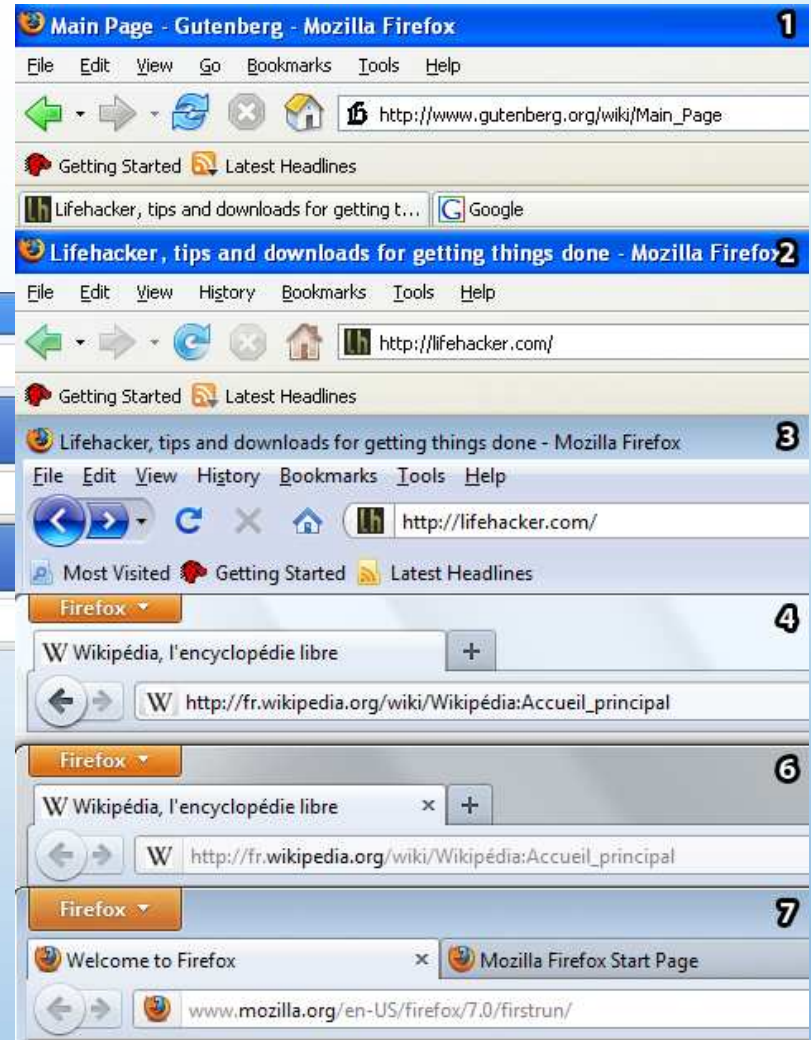 Main Page - Gutenberg - Mozilla Firefox 1
File Edit View Go Bookmarks Tools Help
http://www.gutenberg.org/wiki/Main_Page
Getting Started Latest Headlines
Lifehacker, tips and downloads for getting t... G Google
Lifehacker, tips and downloads for getting things done - Mozilla Firefox 2
File Edit View History Bookmarks Tools Help
lh http://lifehacker.com/
Getting Started Latest Headlines
Lifehacker, tips and downloads for getting things done - Mozilla Firefox 3
File Edit View History Bookmarks Tools Help
lh http://lifehacker.com/
Most Visited Getting Started Latest Headlines
Firefox 4
W Wikipédia, l'encyclopédie libre +
W http://fr.wikipedia.org/wiki/Wikipédia:Accueil_principal
Firefox 6
W Wikipédia, l'encyclopédie libre × +
W http://fr.wikipedia.org/wiki/Wikipédia:Accueil_principal
Firefox 7
Welcome to Firefox × Mozilla Firefox Start Page
www.mozilla.org/en-US/firefox/7.0/firstrun/